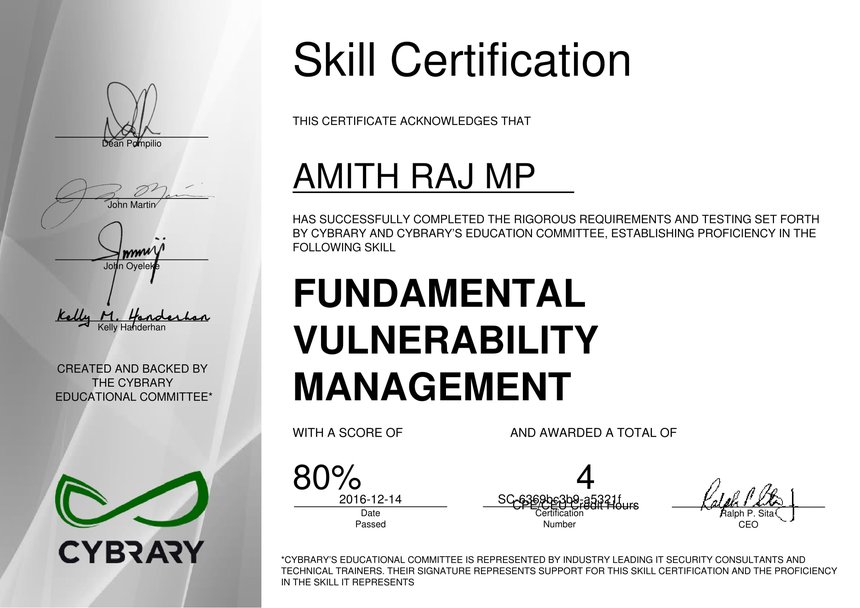 Skill Certification
THIS CERTIFICATE ACKNOWLEDGES THAT
AMITH RAJ MP
HAS SUCCESSFULLY COMPLETED THE RIGOROUS REQUIREMENTS AND TESTING SET FORTH
BY CYBRARY AND CYBRARY'S EDUCATION COMMITTEE, ESTABLISHING PROFICIENCY IN THE
FOLLOWING SKILL
FUNDAMENTAL
VULNERABILITY
MANAGEMENT
WITH A SCORE OF
80%
2016-12-14
Date
Passed
AND AWARDED A TOTAL OF
4
SC-6369bc3b9-a5321f
CPE/CEU Credit Hours
Certification
Number
Ralph P. Sita
Ralph P. Sita
CEO
*CYBRARY'S EDUCATIONAL COMMITTEE IS REPRESENTED BY INDUSTRY LEADING IT SECURITY CONSULTANTS AND
TECHNICAL TRAINERS. THEIR SIGNATURE REPRESENTS SUPPORT FOR THIS SKILL CERTIFICATION AND THE PROFICIENCY
IN THE SKILL IT REPRESENTS
Dean Pompilio
John Martin
John Oyeleke
Kelly M. Handerhan
Kelly Handerhan
CREATED AND BACKED BY
THE CYBRARY
EDUCATIONAL COMMITTEE*
CYBRARY